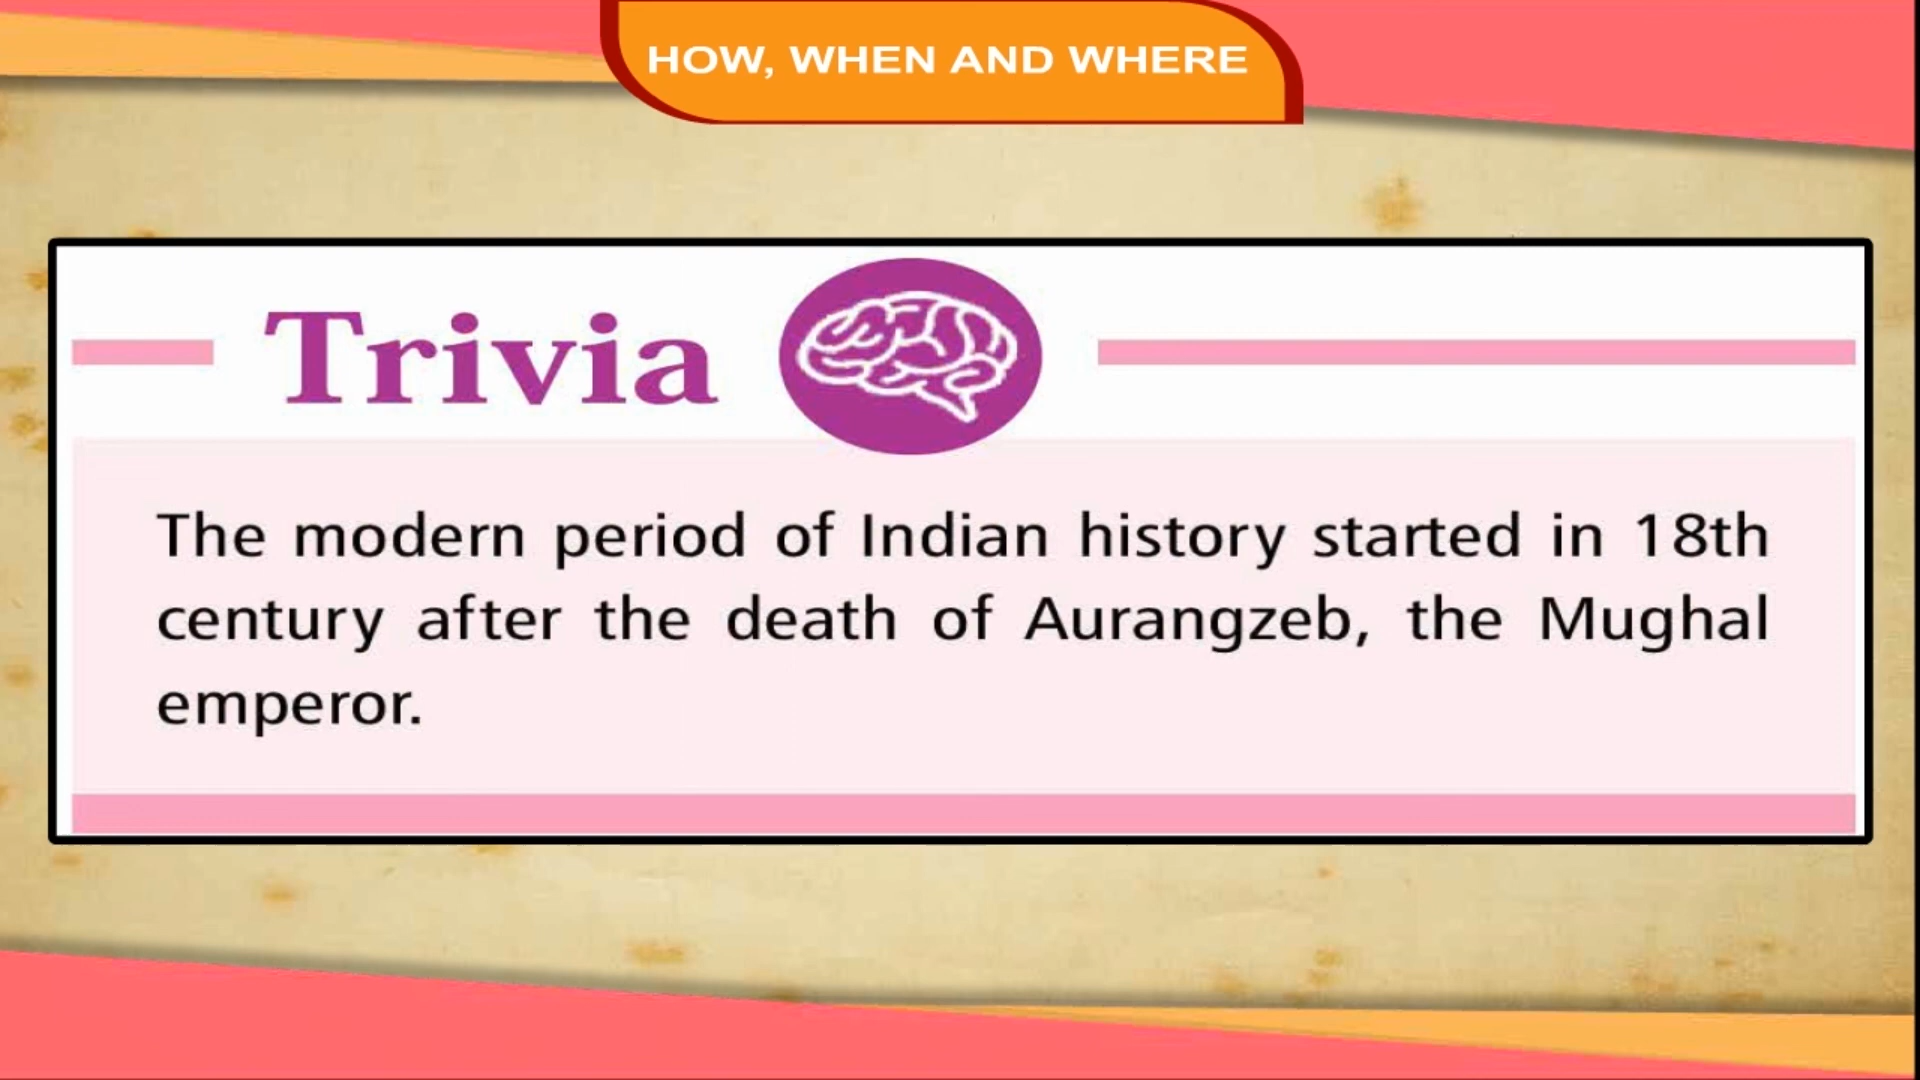 HOW, WHEN AND WHERE
Trivia
The modern period of Indian history started in 18th
century after the death of Aurangzeb, the Mughal
emperor.